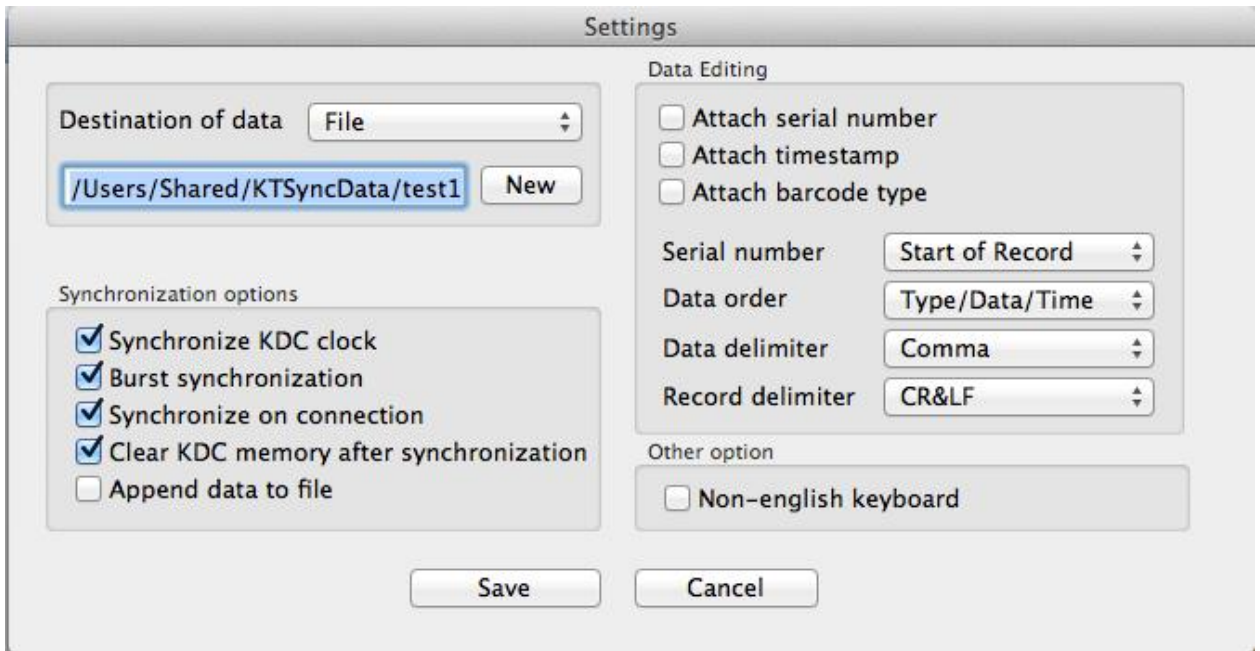 Settings
Destination of data File
/Users/Shared/KTSyncData/test1 New
Synchronization options
Synchronize KDC clock
Burst synchronization
Synchronize on connection
Clear KDC memory after synchronization
Append data to file
Data Editing
Attach serial number
Attach timestamp
Attach barcode type
Serial number Start of Record
Data order Type/Data/Time
Data delimiter Comma
Record delimiter CR&LF
Other option
Non-english keyboard
Save Cancel